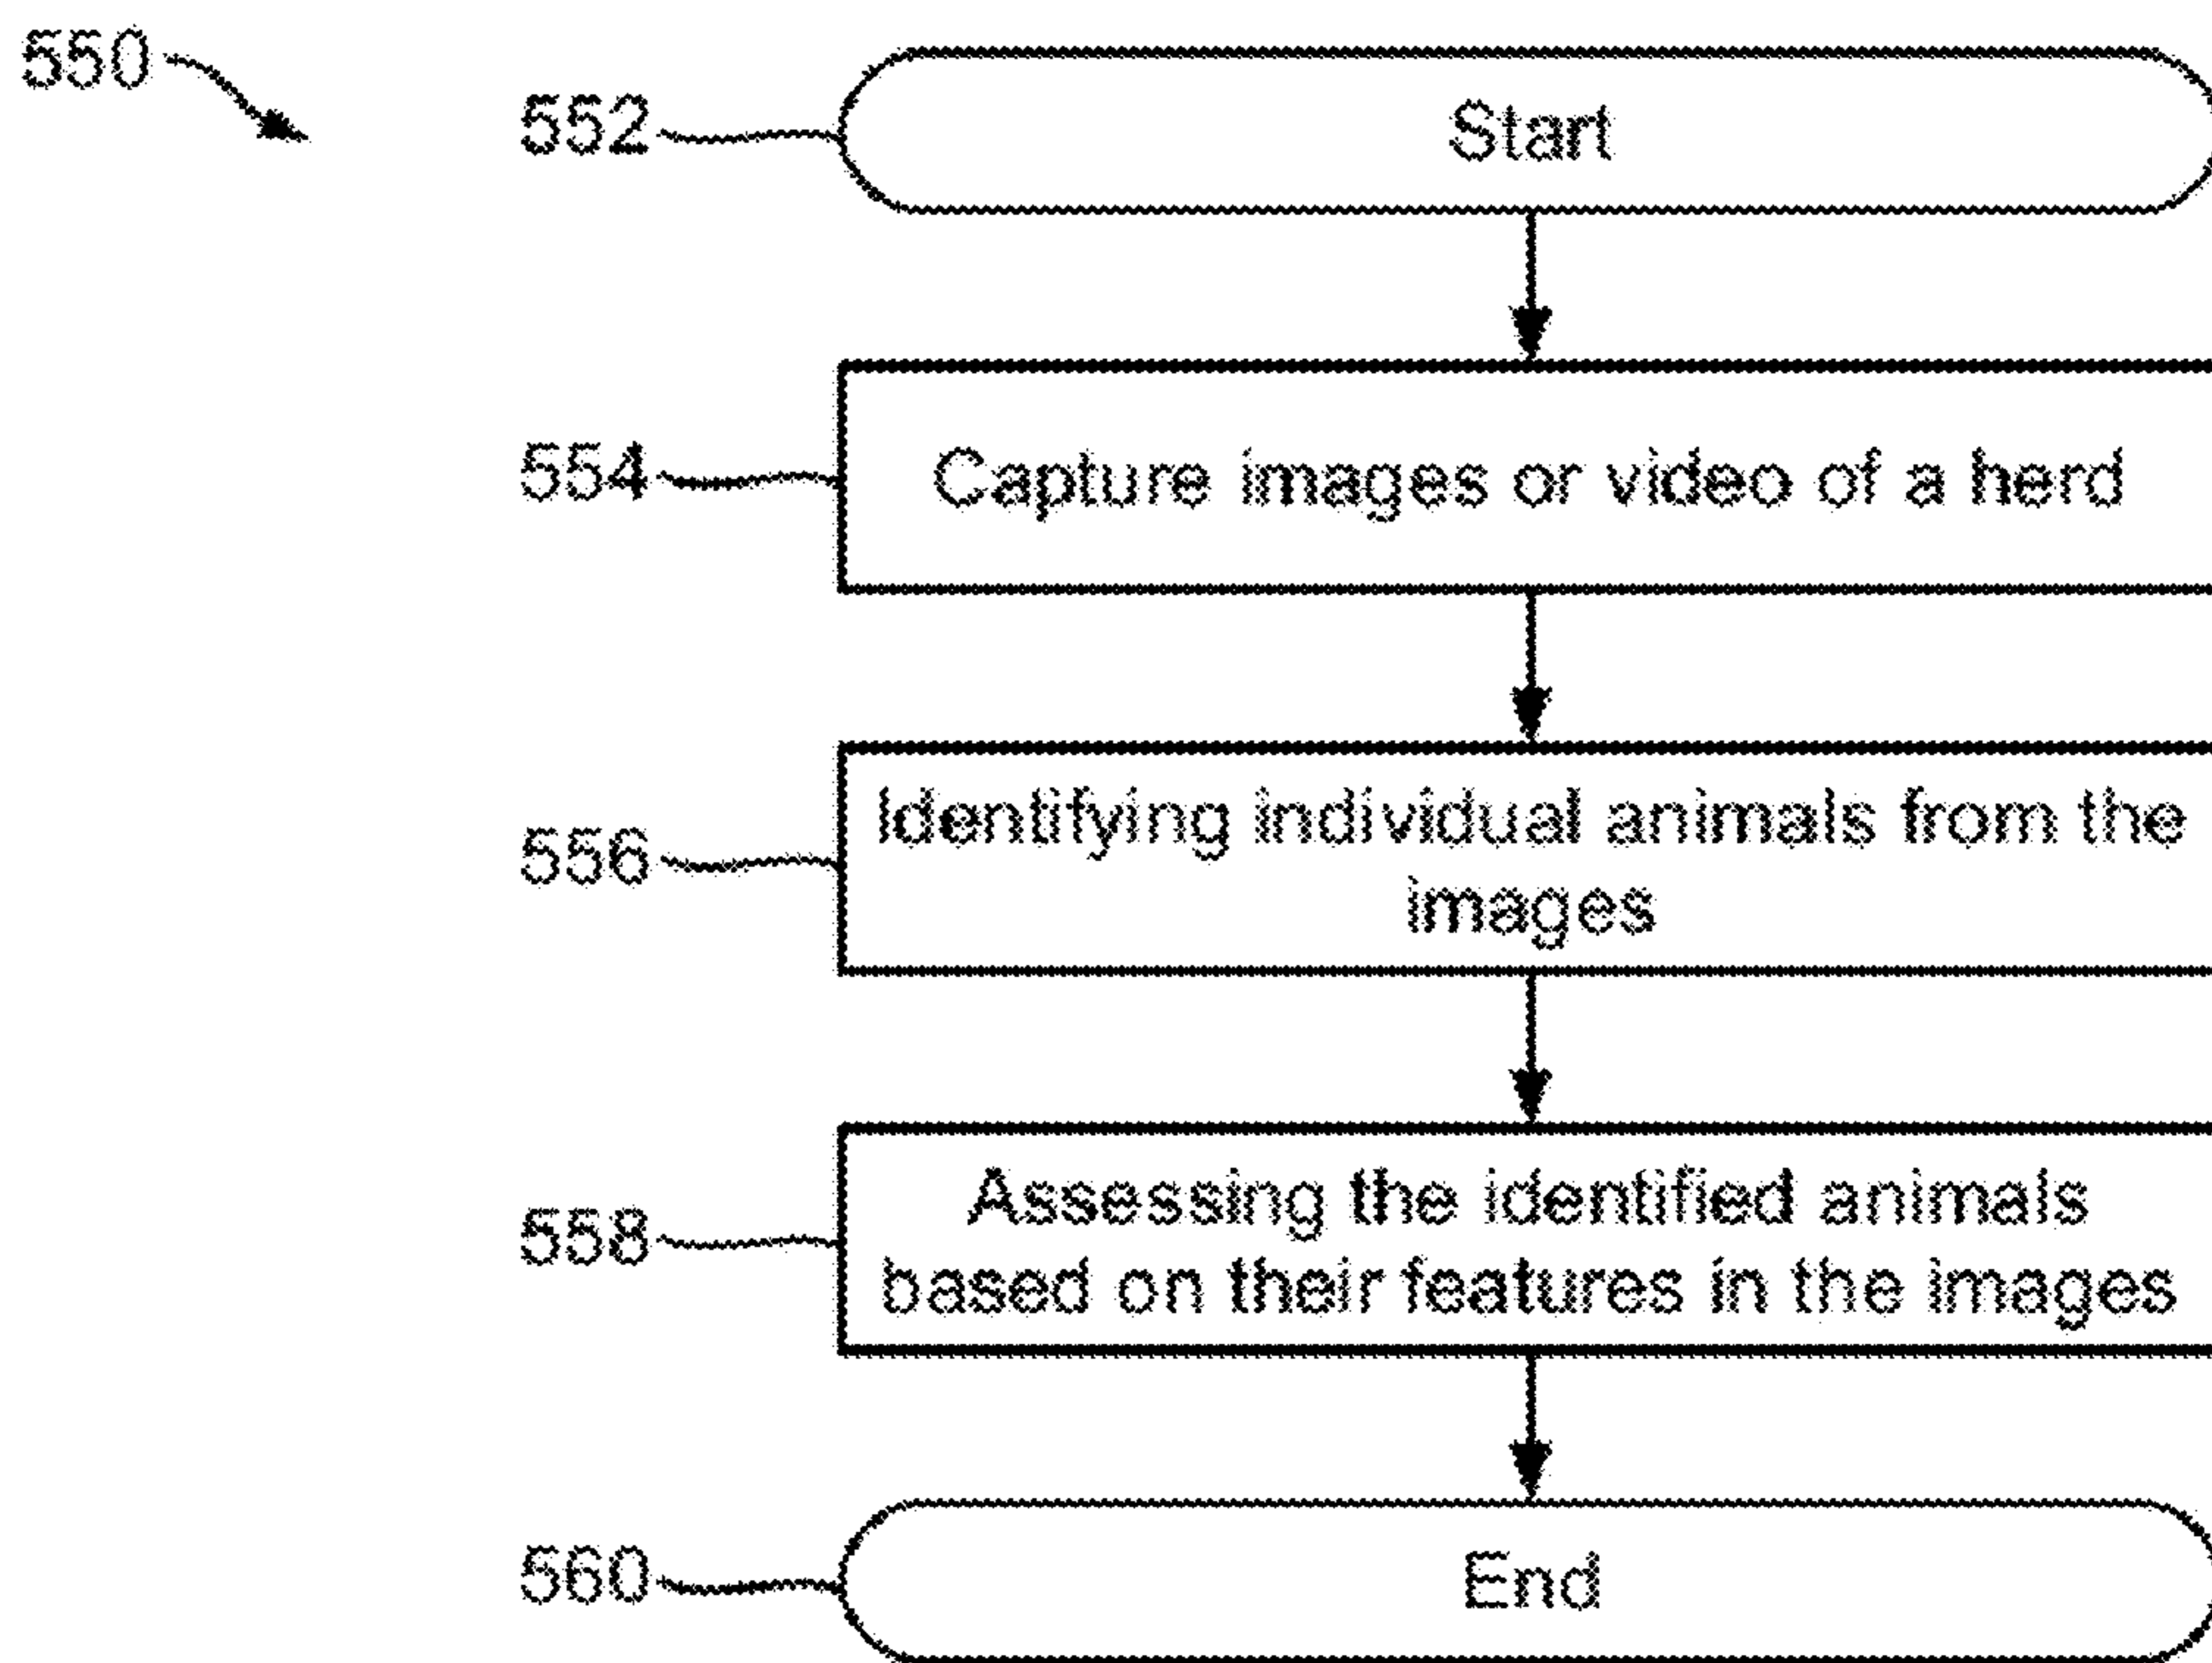 550
552 Start
554 Capture images or video of a herd
556 Identifying individual animals from the
images
558 Assessing the identified animals
based on their features in the images
560 End